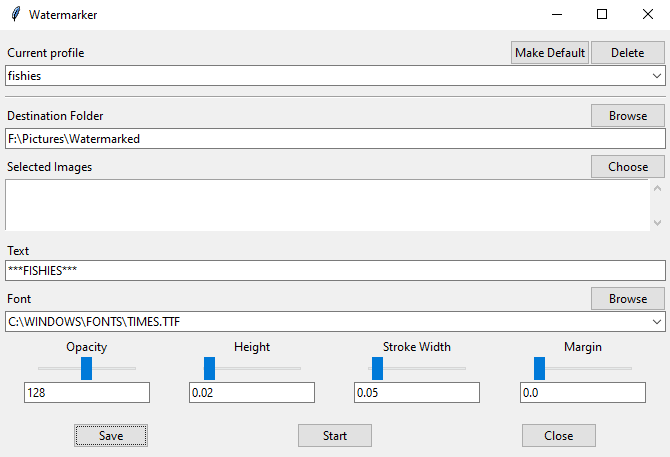 Watermarker
Current profile Make Default Delete
fishies
Destination Folder Browse
F:\Pictures\Watermarked
Selected Images Choose
Text
***FISHIES***
Font Browse
C:\WINDOWS\FONTS\TIMES.TTF
Opacity Height Stroke Width Margin
128 0.02 0.05 0.0
Save Start Close